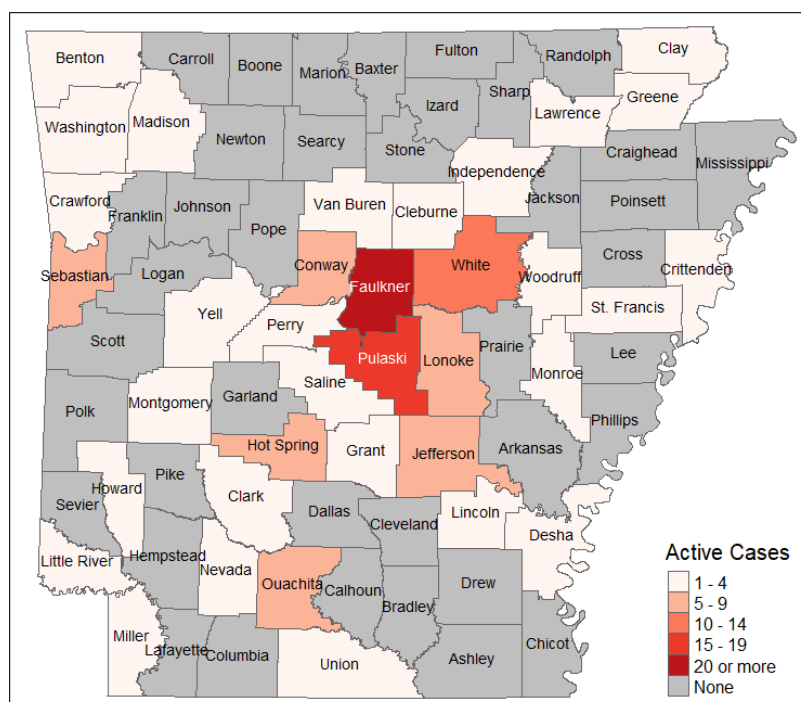 Benton
Carroll
Boone
Marion
Baxter
Fulton
Randolph
Clay
Izard
Sharp
Greene
Lawrence
Washington
Madison
Newton
Searcy
Stone
Independence
Craighead
Mississippi
Jackson
Poinsett
Crawford
Franklin
Johnson
Pope
Van Buren
Cleburne
Sebastian
Logan
Conway
Faulkner
White
Woodruff
Cross
Crittenden
St. Francis
Yell
Perry
Scott
Pulaski
Lonoke
Prairie
Lee
Monroe
Saline
Garland
Montgomery
Polk
Phillips
Hot Spring
Grant
Jefferson
Arkansas
Pike
Howard
Sevier
Clark
Dallas
Cleveland
Lincoln
Desha
Little River
Hempstead
Nevada
Ouachita
Calhoun
Bradley
Drew
Miller
Lafayette
Columbia
Union
Ashley
Chicot
Active Cases
1 - 4
5 - 9
10 - 14
15 - 19
20 or more
None